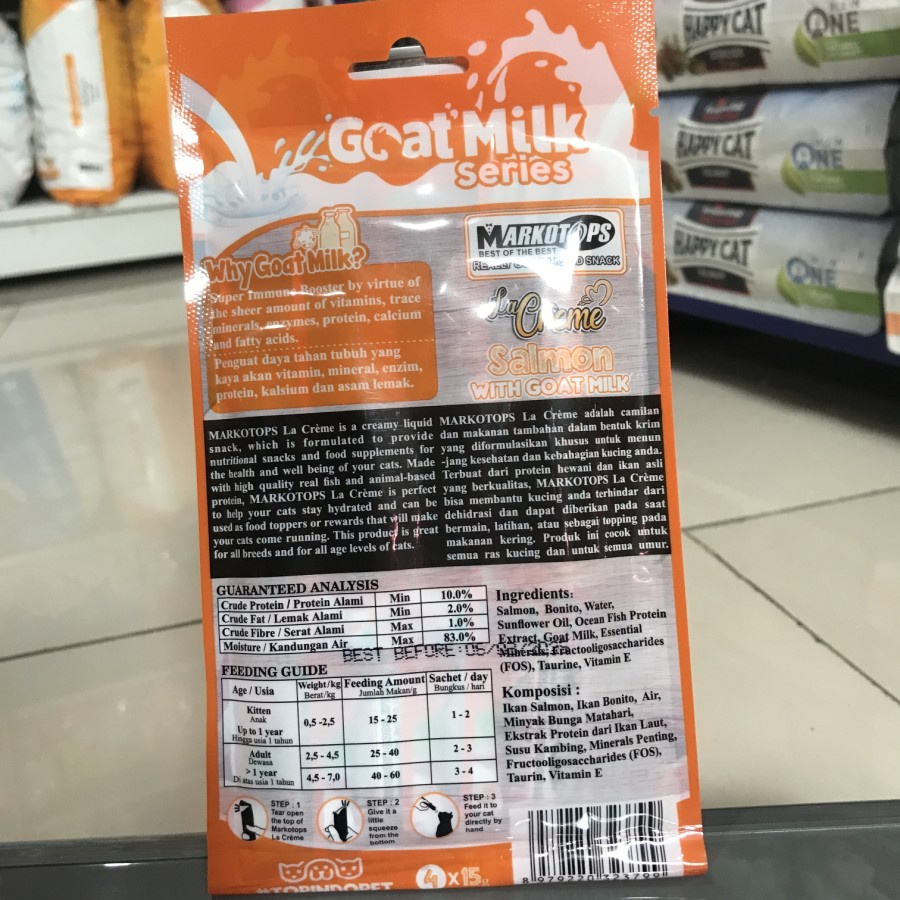 Goat Milk
series
Why Goat Milk?
Super Immune Booster by virtue of
the sheer amount of vitamins, trace
minerals, enzymes, protein, calcium
and fatty acids.
Penguat daya tahan tubuh yang
kaya akan vitamin, mineral, enzim,
protein, kalsium dan asam lemak.
MARKOTOPS
BEST OF THE BEST
SNACK
La Crème
Salmon
WITH GOAT MILK
MARKOTOPS La Crème is a creamy liquid
snack, which is formulated to provide
nutritional snacks and food supplements for
the health and well being of your cats. Made
with high quality real fish and animal-based
protein, MARKOTOPS La Crème is perfect
to help your cats stay hydrated and can be
used as food toppers or rewards that will make
your cats come running. This product is great
for all breeds and for all age levels of cats.
MARKOTOPS La Crème adalah camilan
dan makanan tambahan dalam bentuk krim
yang diformulasikan khusus untuk menun
-jang kesehatan dan kebahagian kucing anda.
Terbuat dari protein hewani dan ikan asli
yang berkualitas, MARKOTOPS La Crème
bisa membantu kucing anda terhindar dari
dehidrasi dan dapat diberikan pada saat
bermain, latihan, atau sebagai topping pada
makanan kering. Produk ini cocok untuk
semua ras kucing dan untuk semua umur.
GUARANTEED ANALYSIS
Crude Protein / Protein Alami Min 10.0%
Crude Fat / Lemak Alami Min 2.0%
Crude Fibre / Serat Alami Max 1.0%
Moisture / Kandungan Air Max 83.0%
BEST BEFORE:06/
FEEDING GUIDE
Age / Usia Weight/kg Feeding Amount Sachet / day
Berat/kg Jumlah Makan/g Bungkus / hari
Kitten
Anak
Up to 1 year
Hingga usia 1 tahun
0,5 -2,5 15 - 25 1 - 2
Adult
Dewasa
> 1 year
Di atas usia 1 tahun
2,5 - 4,5 25 - 40 2 - 3
4,5 - 7,0 40 - 60 3 - 4
Ingredients:
Salmon, Bonito, Water,
Sunflower Oil, Ocean Fish Protein
Extract, Goat Milk, Essential
Minerals, Fructooligosaccharides
(FOS), Taurine, Vitamin E
Komposisi :
Ikan Salmon, Ikan Bonito, Air,
Minyak Bunga Matahari,
Ekstrak Protein dari Ikan Laut,
Susu Kambing, Minerals Penting,
Fructooligosaccharides (FOS),
Taurin, Vitamin E
STEP : 1
Tear open
the top of
Markotops
La Crème
STEP : 2
Give it a
little
squeeze
from the
bottom
STEP : 3
Feed it to
your cat
directly by
hand
#TOPINDOPET
4 x 15g
8 979220 323799
HAPPY CAT
ONE
HAPPY CAT
ONE
HAPPY CAT
ONE